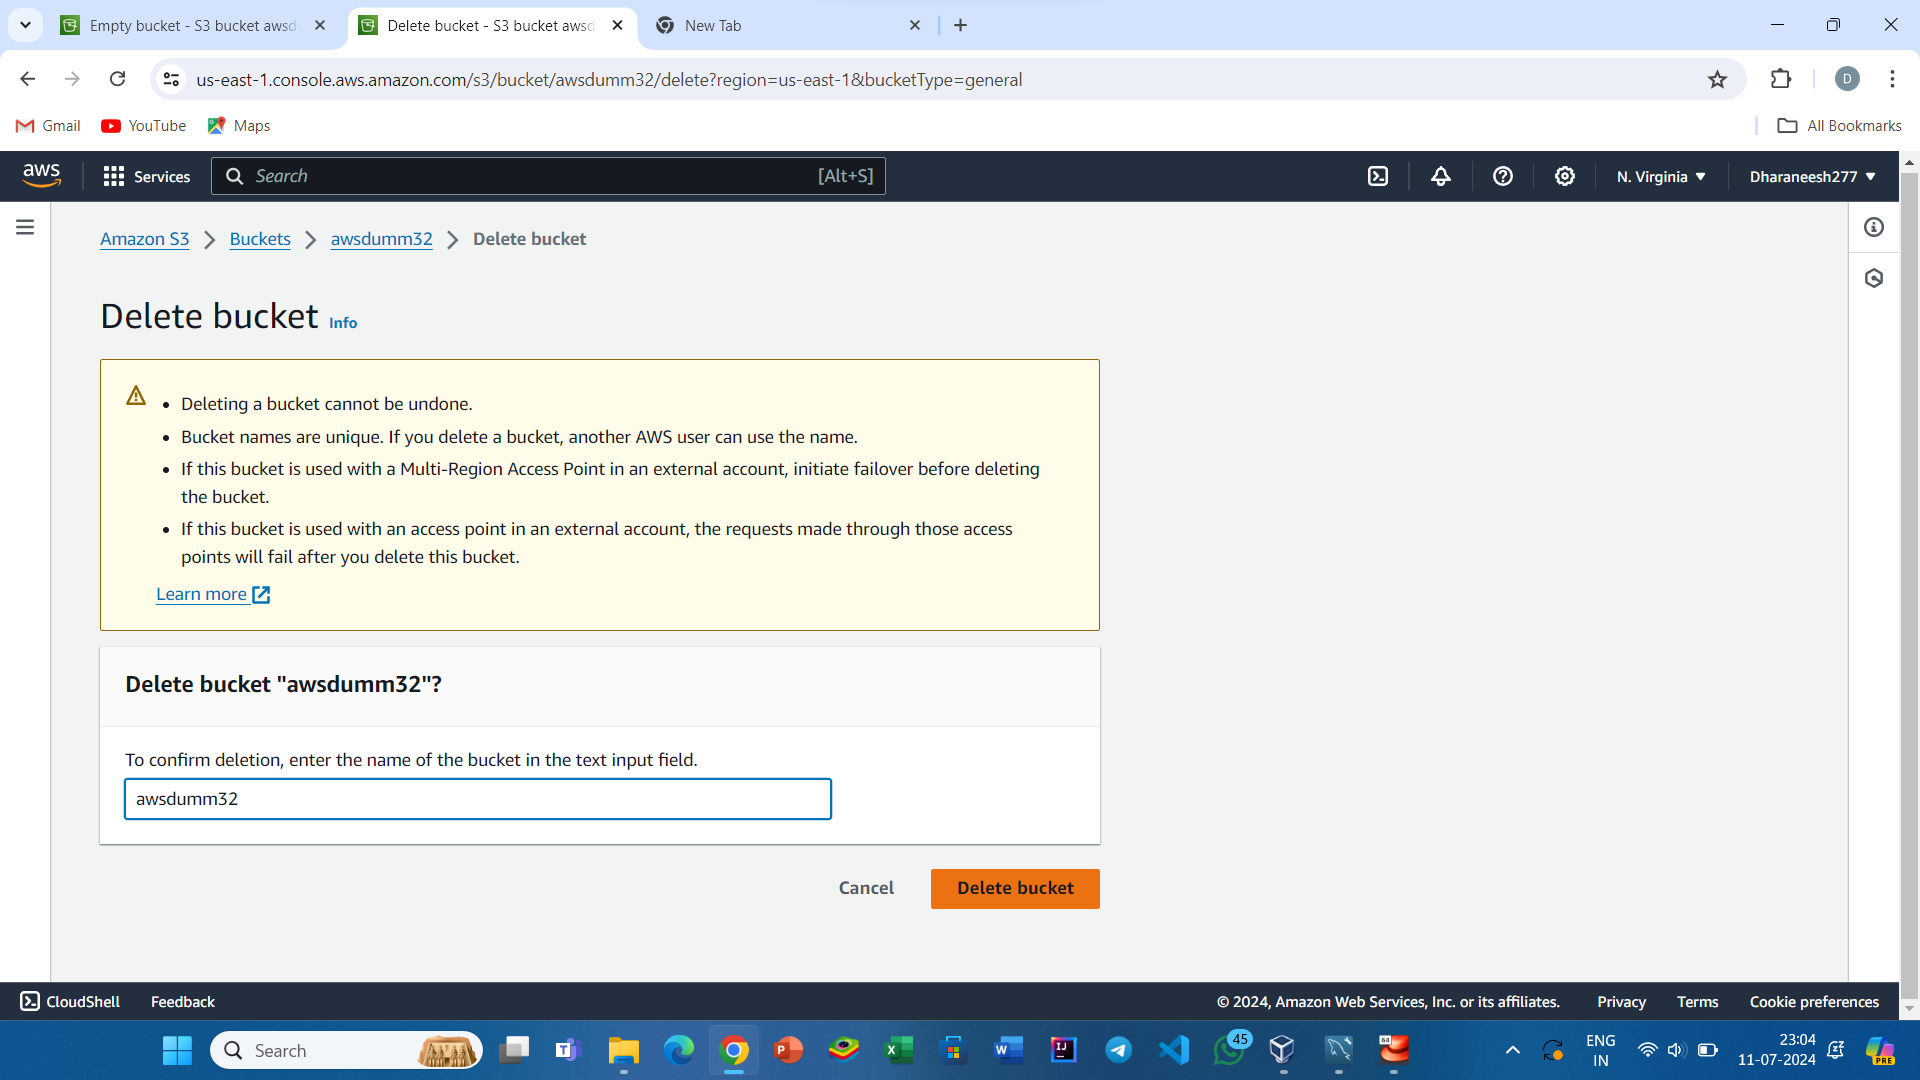 Empty bucket - S3 bucket awsd
Delete bucket - S3 bucket awsd
New Tab
us-east-1.console.aws.amazon.com/s3/bucket/awsdumm32/delete?region=us-east-1&bucketType=general
D
Gmail
YouTube
Maps
All Bookmarks
aws
Services
Search
[Alt+S]
N. Virginia
Dharaneesh277
Amazon S3
Buckets
awsdumm32
Delete bucket
Delete bucket Info
Deleting a bucket cannot be undone.
Bucket names are unique. If you delete a bucket, another AWS user can use the name.
If this bucket is used with a Multi-Region Access Point in an external account, initiate failover before deleting
the bucket.
If this bucket is used with an access point in an external account, the requests made through those access
points will fail after you delete this bucket.
Learn more
Delete bucket "awsdumm32"?
To confirm deletion, enter the name of the bucket in the text input field.
awsdumm32
Cancel
Delete bucket
CloudShell
Feedback
© 2024, Amazon Web Services, Inc. or its affiliates.
Privacy
Terms
Cookie preferences
Search
45
64
ENG
IN
23:04
11-07-2024
PRE